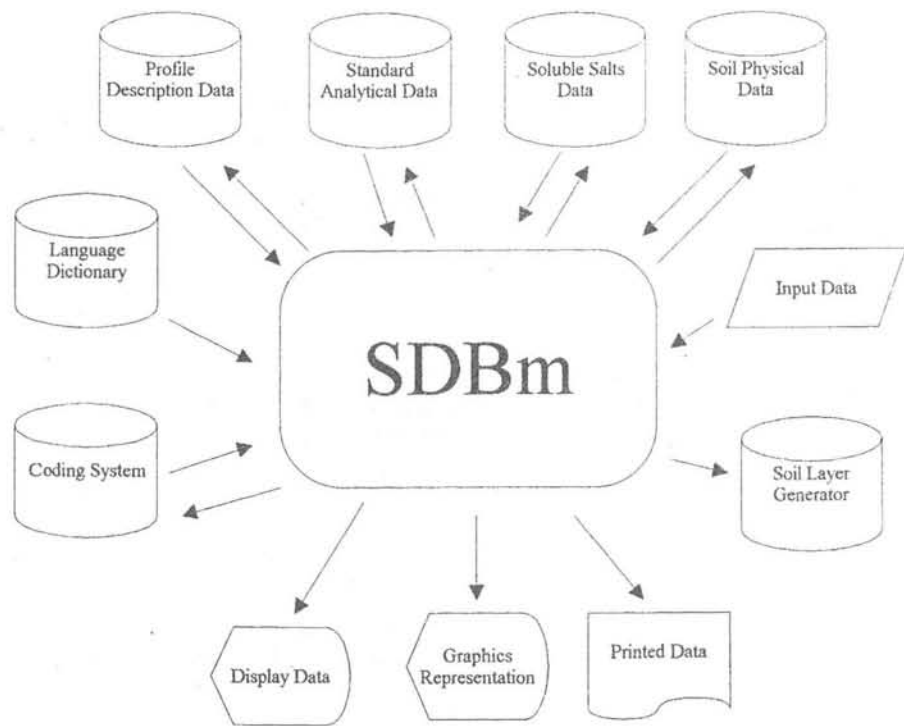 Profile
Description Data
Standard
Analytical Data
Soluble Salts
Data
Soil Physical
Data
Language
Dictionary
Input Data
SDBm
Coding System
Soil Layer
Generator
Display Data
Graphics
Representation
Printed Data